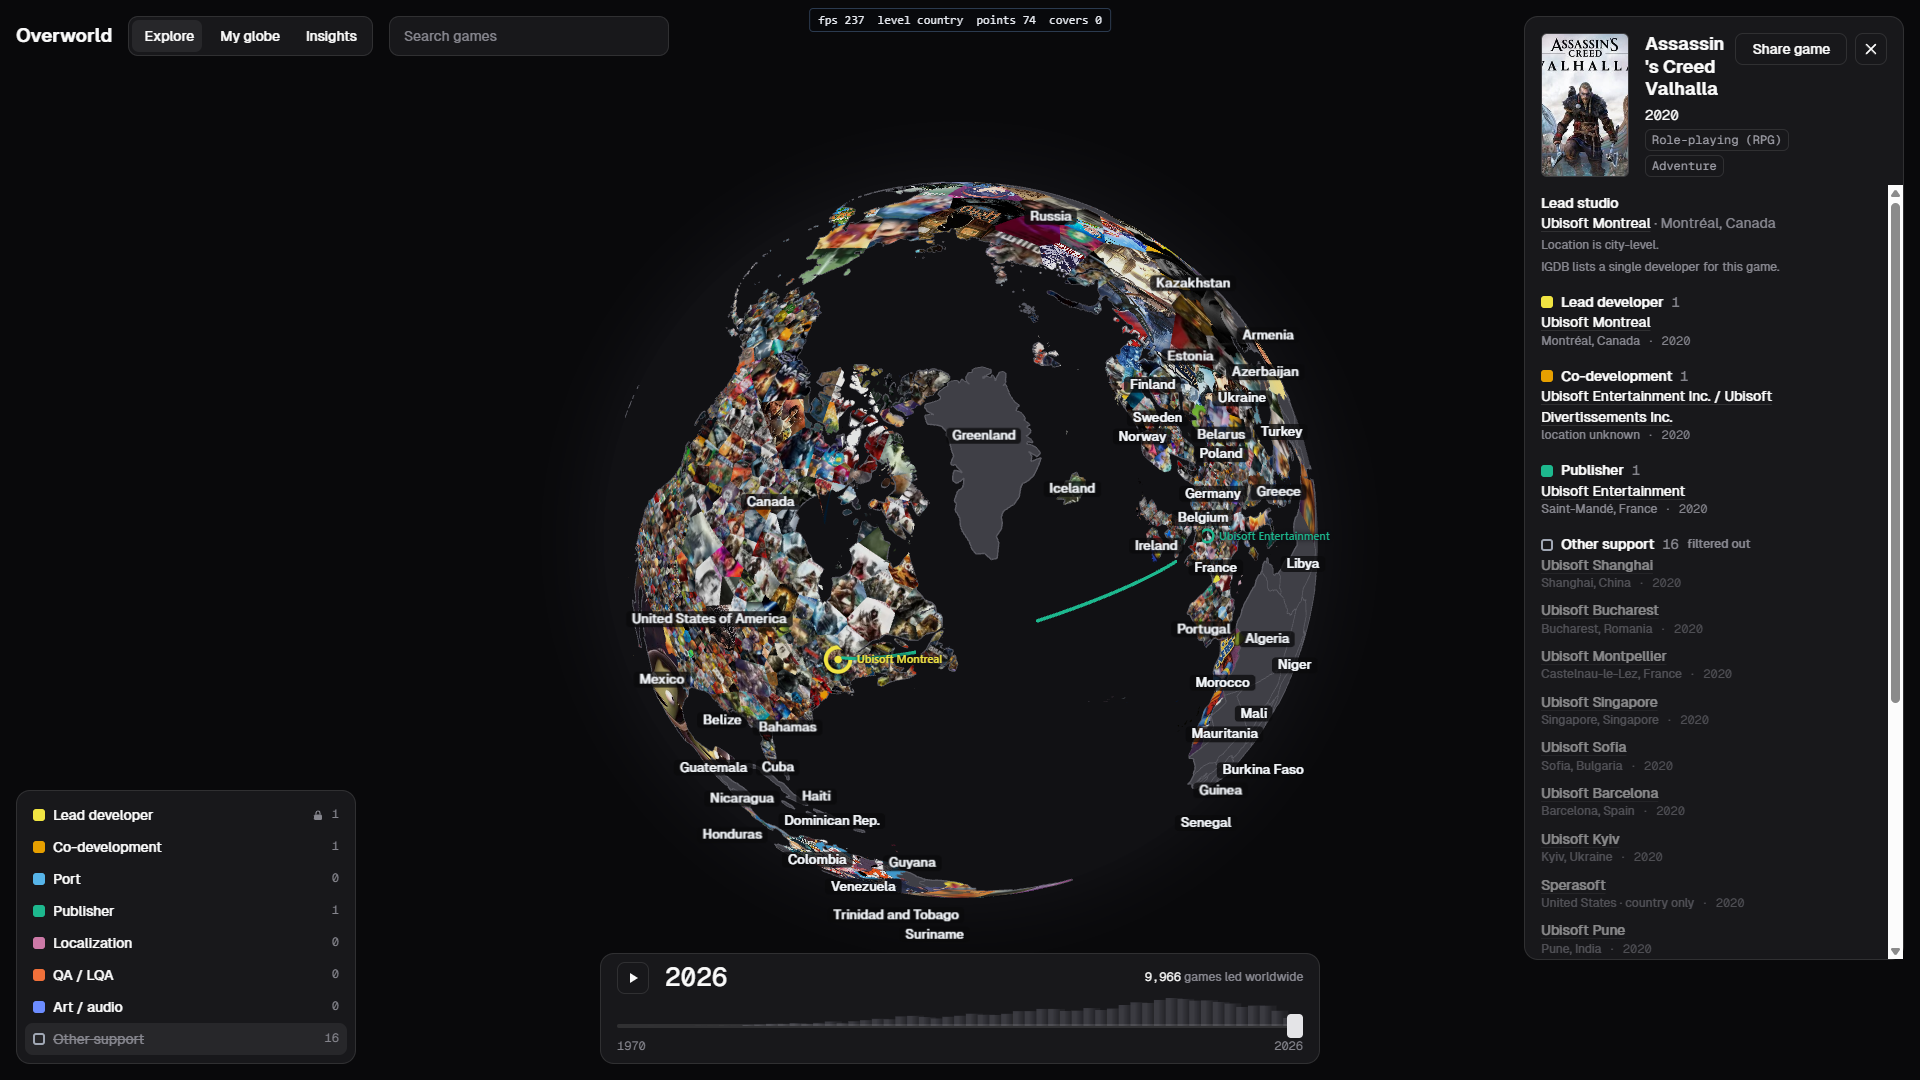 Overworld
Explore
My globe
Insights
Search games
fps 237 level country points 74 covers 0
ASSASSIN'S
CREED
VALHALLA
Assassin
's Creed
Valhalla
Share game
2020
Role-playing (RPG)
Adventure
Lead studio
Ubisoft Montreal · Montréal, Canada
Location is city-level.
IGDB lists a single developer for this game.
Lead developer 1
Ubisoft Montreal
Montréal, Canada · 2020
Co-development 1
Ubisoft Entertainment Inc. / Ubisoft
Divertissements Inc.
location unknown · 2020
Publisher 1
Ubisoft Entertainment
Saint-Mandé, France · 2020
Other support 16 filtered out
Ubisoft Shanghai
Shanghai, China · 2020
Ubisoft Bucharest
Bucharest, Romania · 2020
Ubisoft Montpellier
Castelnau-le-Lez, France · 2020
Ubisoft Singapore
Singapore, Singapore · 2020
Ubisoft Sofia
Sofia, Bulgaria · 2020
Ubisoft Barcelona
Barcelona, Spain · 2020
Ubisoft Kyiv
Kyiv, Ukraine · 2020
Sperasoft
United States · country only · 2020
Ubisoft Pune
Pune, India · 2020
Russia
Kazakhstan
Armenia
Estonia
Azerbaijan
Finland
Ukraine
Sweden
Norway
Belarus
Turkey
Greenland
Poland
Iceland
Germany
Greece
Canada
Belgium
Ubisoft Entertainment
Ireland
France
Libya
United States of America
Portugal
Algeria
Ubisoft Montreal
Niger
Mexico
Morocco
Belize
Bahamas
Mali
Mauritania
Guatemala
Cuba
Burkina Faso
Nicaragua
Haiti
Guinea
Dominican Rep.
Senegal
Honduras
Colombia
Guyana
Venezuela
Trinidad and Tobago
Suriname
Lead developer 1
Co-development 1
Port 0
Publisher 1
Localization 0
QA / LQA 0
Art / audio 0
Other support 16
2026
9,966 games led worldwide
1970
2026